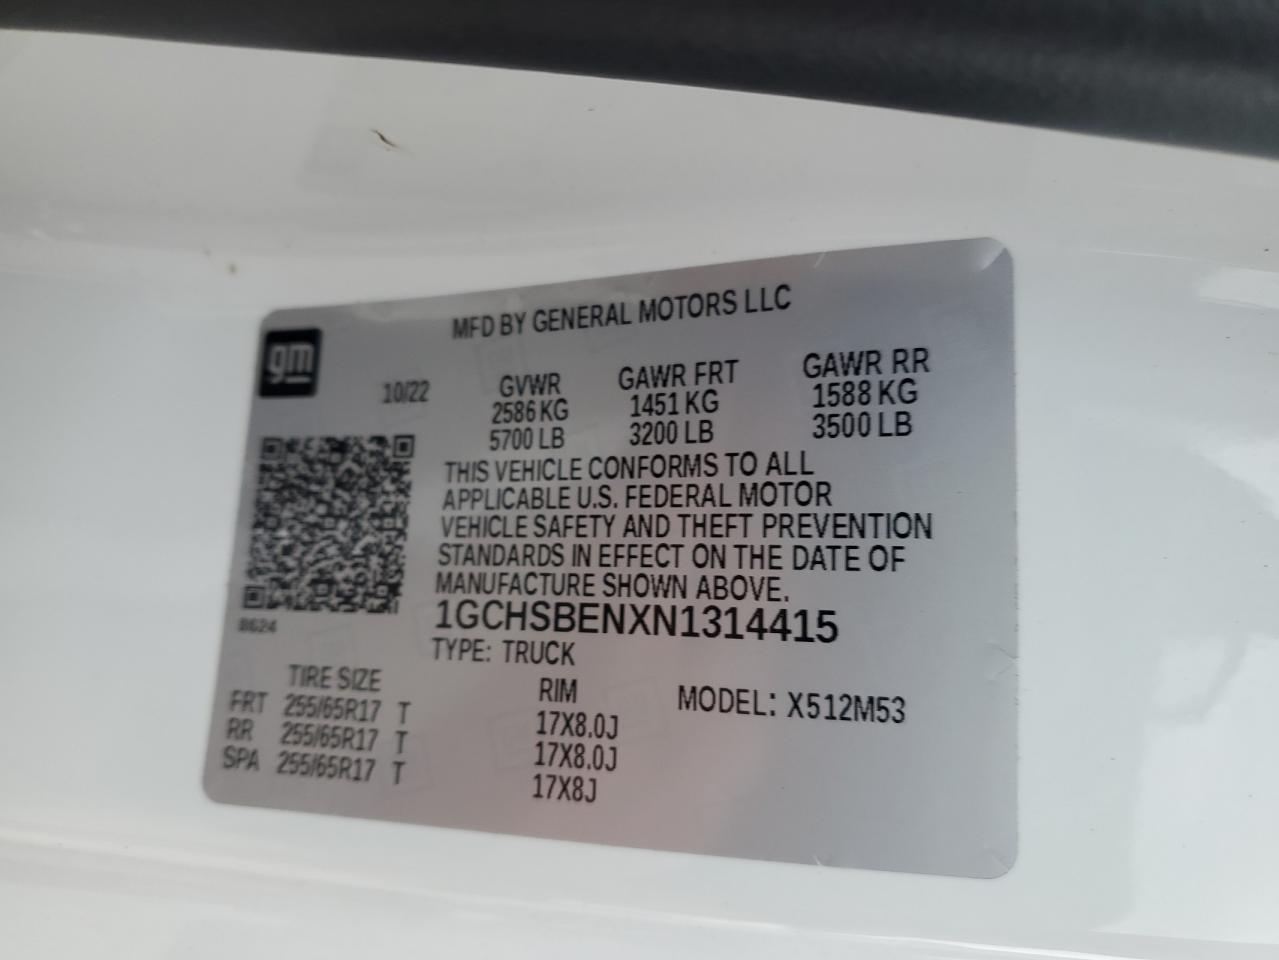 MFD BY GENERAL MOTORS LLC
gm
10/22 GVWR GAWR FRT GAWR RR
2586 KG 1451 KG 1588 KG
5700 LB 3200 LB 3500 LB
THIS VEHICLE CONFORMS TO ALL
APPLICABLE U.S. FEDERAL MOTOR
VEHICLE SAFETY AND THEFT PREVENTION
STANDARDS IN EFFECT ON THE DATE OF
MANUFACTURE SHOWN ABOVE.
8624
1GCHSBENXN1314415
TYPE: TRUCK
TIRE SIZE RIM MODEL: X512M53
FRT 255/65R17 T 17X8.0J
RR 255/65R17 T 17X8.0J
SPA 255/65R17 T 17X8J